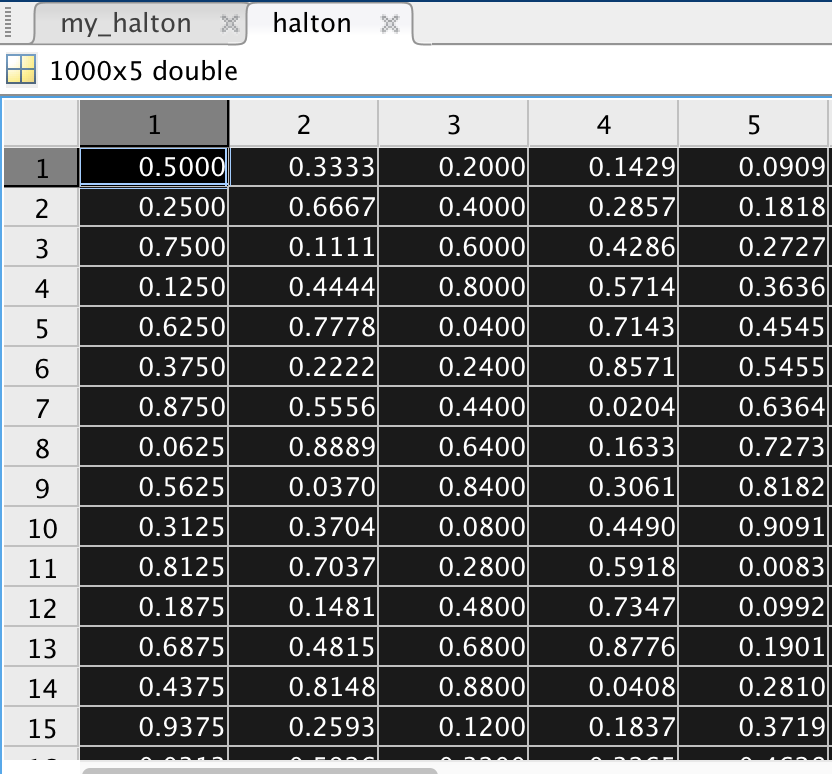 my_halton halton
1000x5 double
1 2 3 4 5
1 0.5000 0.3333 0.2000 0.1429 0.0909
2 0.2500 0.6667 0.4000 0.2857 0.1818
3 0.7500 0.1111 0.6000 0.4286 0.2727
4 0.1250 0.4444 0.8000 0.5714 0.3636
5 0.6250 0.7778 0.0400 0.7143 0.4545
6 0.3750 0.2222 0.2400 0.8571 0.5455
7 0.8750 0.5556 0.4400 0.0204 0.6364
8 0.0625 0.8889 0.6400 0.1633 0.7273
9 0.5625 0.0370 0.8400 0.3061 0.8182
10 0.3125 0.3704 0.0800 0.4490 0.9091
11 0.8125 0.7037 0.2800 0.5918 0.0083
12 0.1875 0.1481 0.4800 0.7347 0.0992
13 0.6875 0.4815 0.6800 0.8776 0.1901
14 0.4375 0.8148 0.8800 0.0408 0.2810
15 0.9375 0.2593 0.1200 0.1837 0.3719